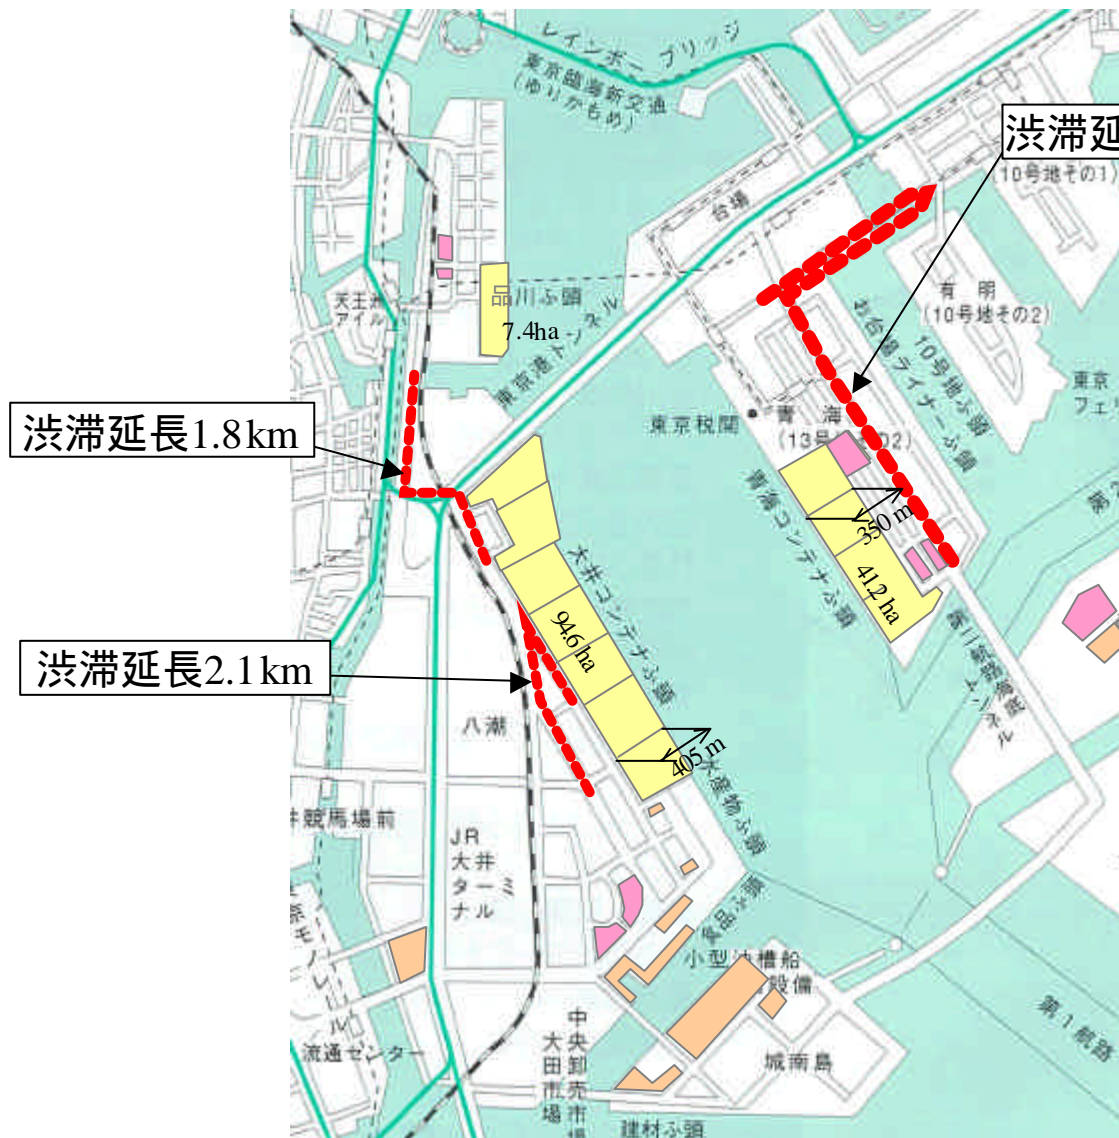 レインボー ブリッジ
東京臨海新交通
(ゆりかもめ)
渋滞延
(10号地その1)
台場
天王洲
アイル
品川ふ頭
7.4ha
東京港トンネル
有明
(10号地その2)
お台場ライナーふ頭
10号地ふ頭
東京
フェ
渋滞延長1.8km
東京税関
青海
青海コンテナふ頭
350m
41.2ha
大井コンテナふ頭
94.6ha
渋滞延長2.1km
八潮
405m
水産物ふ頭
井競馬場前
JR
大井
ターミ
ナル
食品ふ頭
小型油槽船
設備
第1航路
流通センター
中央卸売市場
大田市場
城南島
建材ふ頭